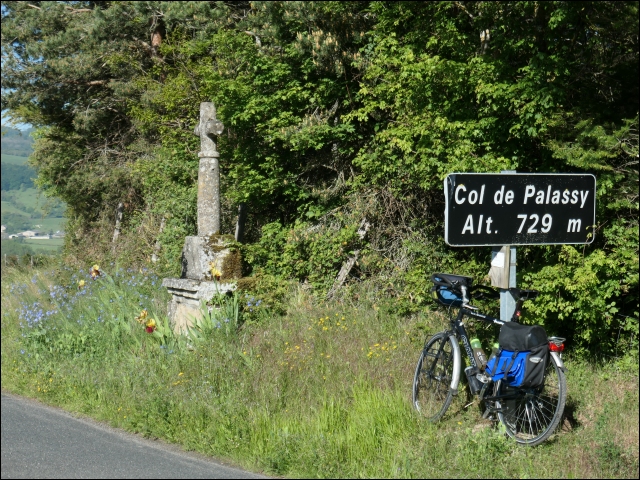 Col de Palassy
Alt. 729 m